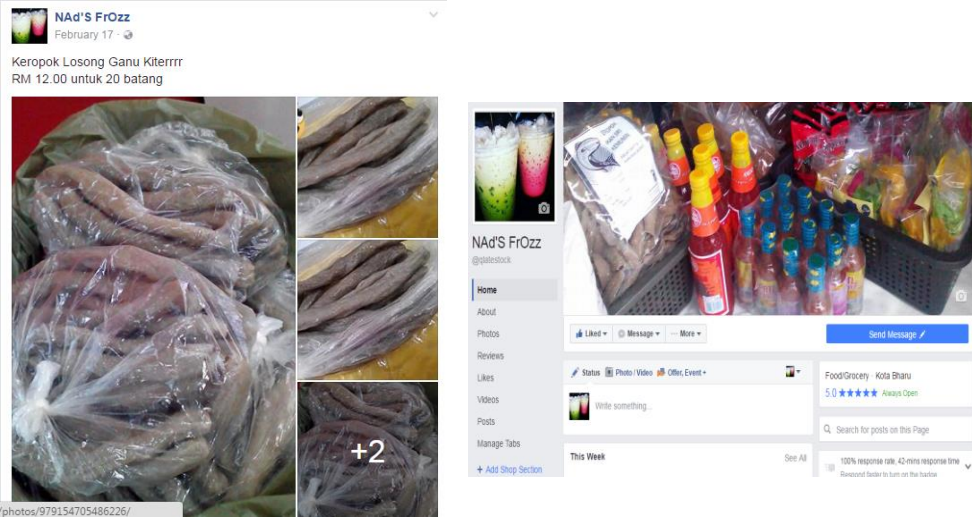 NAd'S FrOzz
February 17
Keropok Losong Ganu Kiterrrr
RM 12.00 untuk 20 batang
+2
/photos/979154705486226/
NAd'S FrOzz
@qlatestock
Home
About
Photos
Reviews
Likes
Videos
Posts
Manage Tabs
+ Add Shop Section
Liked
Message
More
Send Message
Status
Photo / Video
Offer, Event +
Write something...
This Week
See All
Food/Grocery · Kota Bharu
5.0 ★★★★★ Always Open
Search for posts on this Page
100% response rate, 42-mins response time
Respond faster to turn on the badge